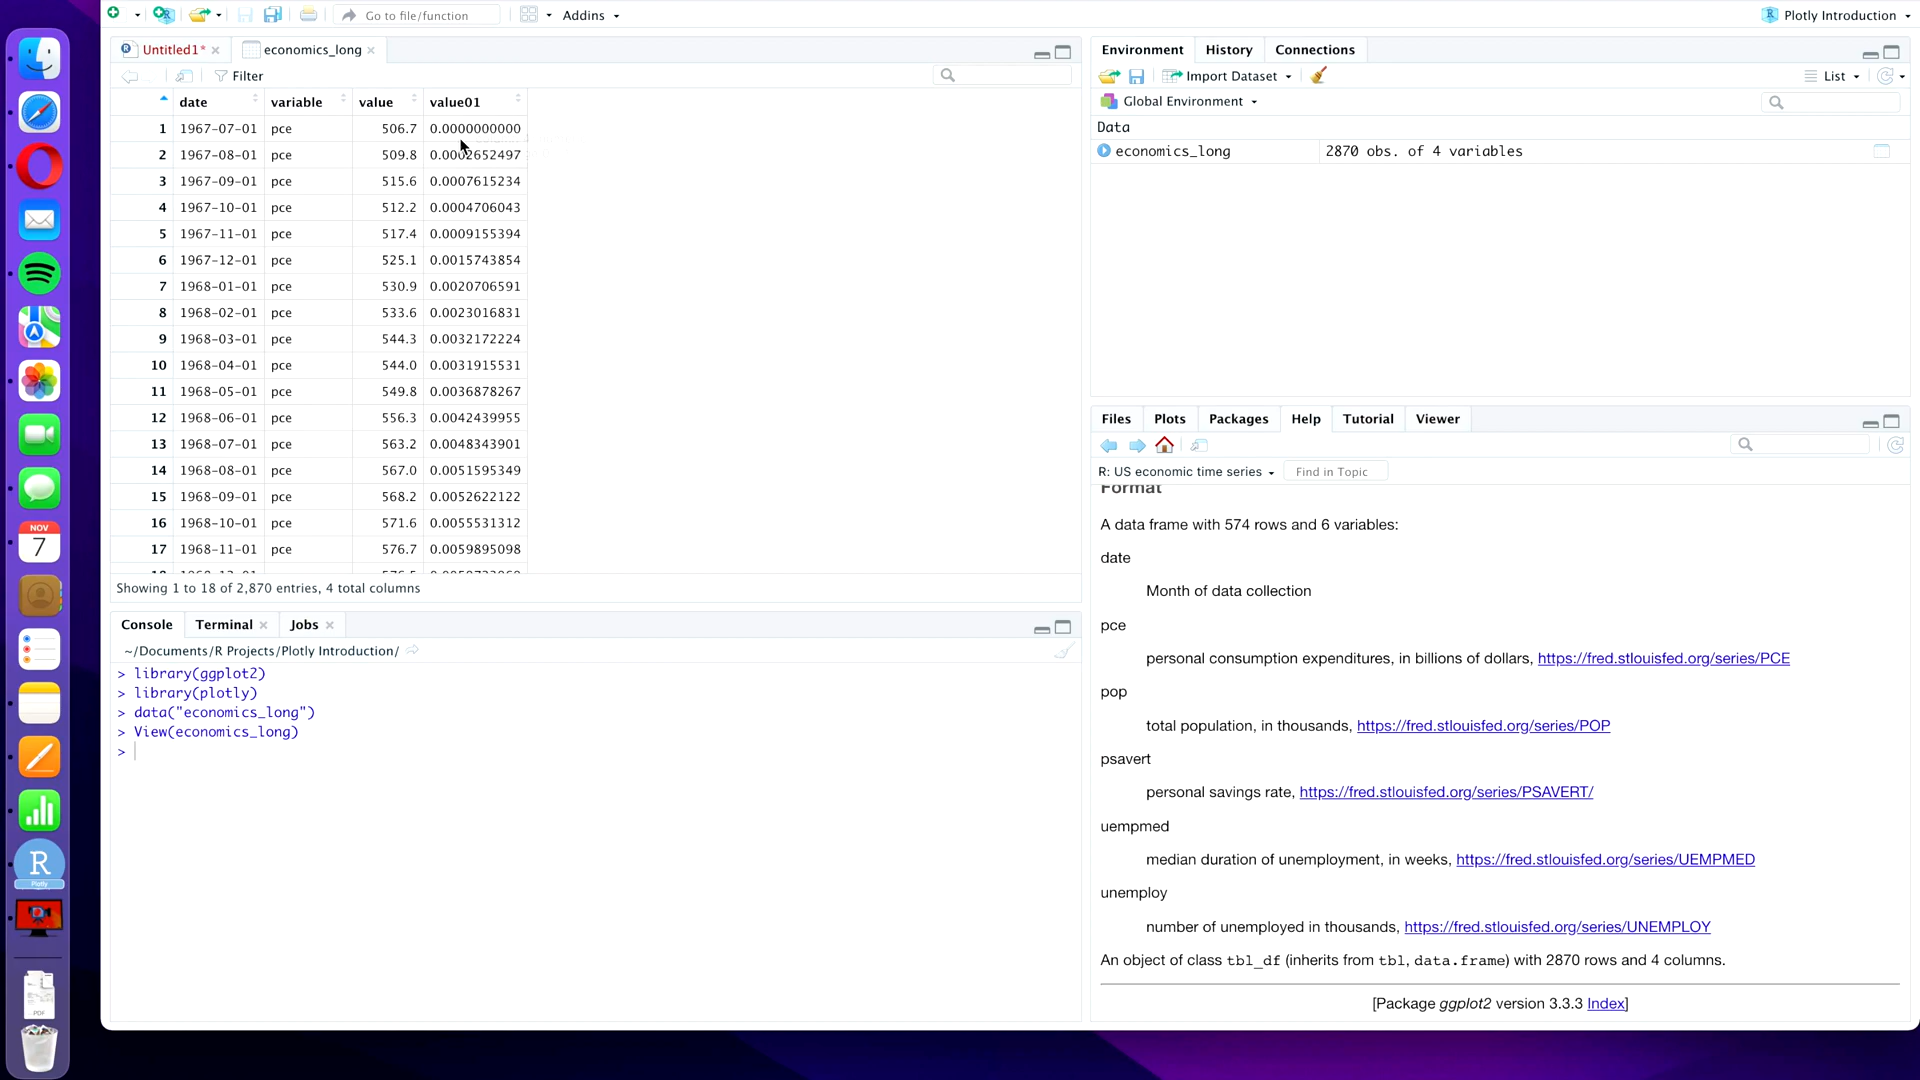 Go to file/function
Addins
Plotly Introduction
Untitled1*
economics_long
Filter
date variable value value01
1 1967-07-01 pce 506.7 0.0000000000
2 1967-08-01 pce 509.8 0.0002652497
3 1967-09-01 pce 515.6 0.0007615234
4 1967-10-01 pce 512.2 0.0004706043
5 1967-11-01 pce 517.4 0.0009155394
6 1967-12-01 pce 525.1 0.0015743854
7 1968-01-01 pce 530.9 0.0020706591
8 1968-02-01 pce 533.6 0.0023016831
9 1968-03-01 pce 544.3 0.0032172224
10 1968-04-01 pce 544.0 0.0031915531
11 1968-05-01 pce 549.8 0.0036878267
12 1968-06-01 pce 556.3 0.0042439955
13 1968-07-01 pce 563.2 0.0048343901
14 1968-08-01 pce 567.0 0.0051595349
15 1968-09-01 pce 568.2 0.0052622122
16 1968-10-01 pce 571.6 0.0055531312
17 1968-11-01 pce 576.7 0.0059895098
Showing 1 to 18 of 2,870 entries, 4 total columns
Console Terminal Jobs
~/Documents/R Projects/Plotly Introduction/
> library(ggplot2)
> library(plotly)
> data("economics_long")
> View(economics_long)
>
Environment History Connections
Import Dataset
List
Global Environment
Data
economics_long 2870 obs. of 4 variables
Files Plots Packages Help Tutorial Viewer
R: US economic time series
Find in Topic
Format
A data frame with 574 rows and 6 variables:
date
Month of data collection
pce
personal consumption expenditures, in billions of dollars, https://fred.stlouisfed.org/series/PCE
pop
total population, in thousands, https://fred.stlouisfed.org/series/POP
psavert
personal savings rate, https://fred.stlouisfed.org/series/PSAVERT/
uempmed
median duration of unemployment, in weeks, https://fred.stlouisfed.org/series/UEMPMED
unemploy
number of unemployed in thousands, https://fred.stlouisfed.org/series/UNEMPLOY
An object of class tbl_df (inherits from tbl, data.frame) with 2870 rows and 4 columns.
[Package ggplot2 version 3.3.3 Index]
NOV
7
R
Plotly
PDF